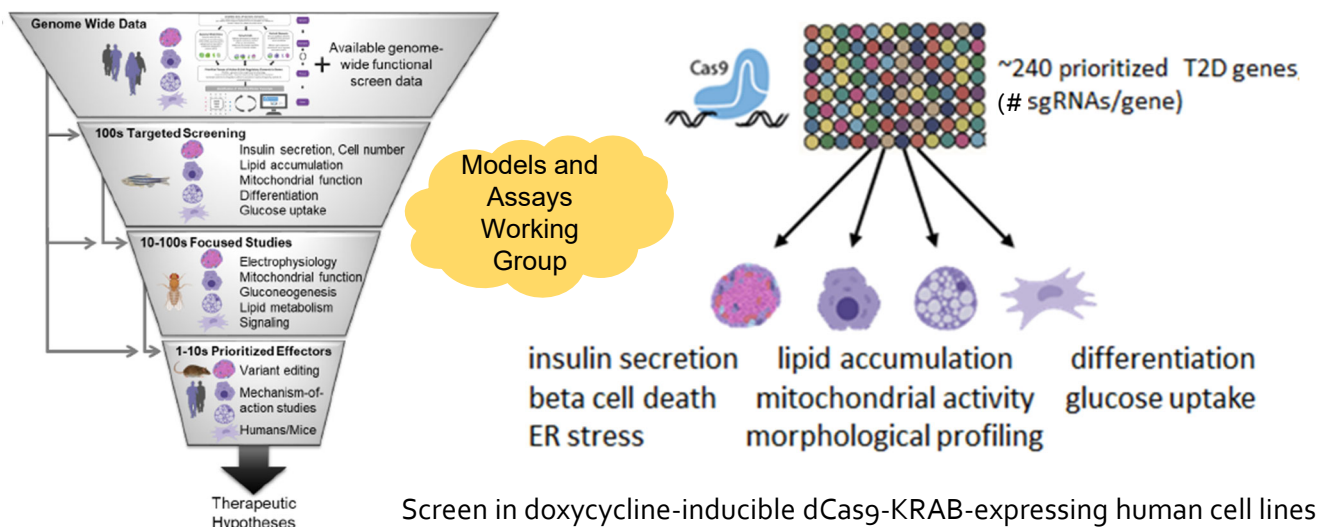 Genome Wide Data
Available genome-
wide functional
screen data
+
100s Targeted Screening
Insulin secretion, Cell number
Lipid accumulation
Mitochondrial function
Differentiation
Glucose uptake
10-100s Focused Studies
Electrophysiology
Mitochondrial function
Gluconeogenesis
Lipid metabolism
Signaling
1-10s Prioritized Effectors
Variant editing
Mechanism-of-
action studies
Humans/Mice
Therapeutic
Hypotheses
Models and
Assays
Working
Group
Cas9
~240 prioritized T2D genes
(# sgRNAs/gene)
insulin secretion
beta cell death
ER stress
lipid accumulation
mitochondrial activity
morphological profiling
differentiation
glucose uptake
Screen in doxycycline-inducible dCas9-KRAB-expressing human cell lines